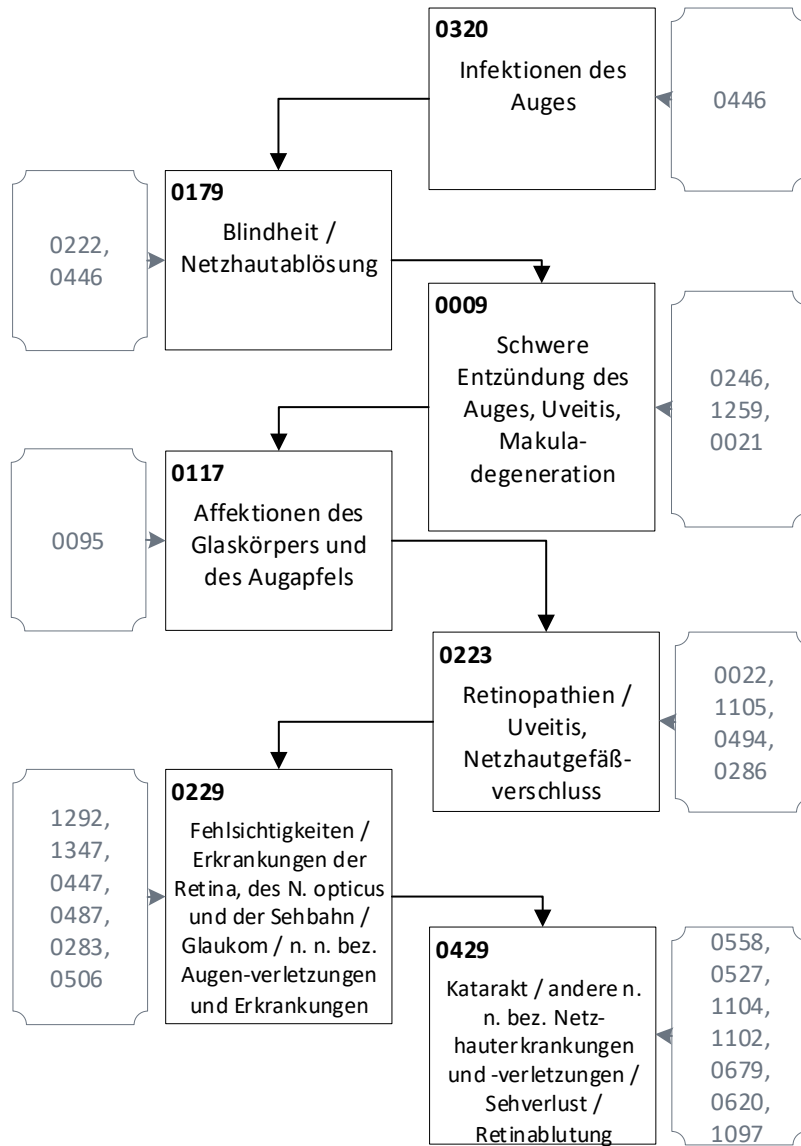 0320
Infektionen des
Auges
0446
0179
Blindheit /
Netzhautablösung
0222,
0446
0009
Schwere
Entzündung des
Auges, Uveitis,
Makula-
degeneration
0246,
1259,
0021
0117
Affektionen des
Glaskörpers und
des Augapfels
0095
0223
Retinopathien /
Uveitis,
Netzhautgefäß-
verschluss
0022,
1105,
0494,
0286
0229
Fehlsichtigkeiten /
Erkrankungen der
Retina, des N. opticus
und der Sehbahn /
Glaukom / n. n. bez.
Augen-verletzungen
und Erkrankungen
1292,
1347,
0447,
0487,
0283,
0506
0429
Katarakt / andere n.
n. bez. Netz-
hauterkrankungen
und -verletzungen /
Sehverlust /
Retinablutung
0558,
0527,
1104,
1102,
0679,
0620,
1097